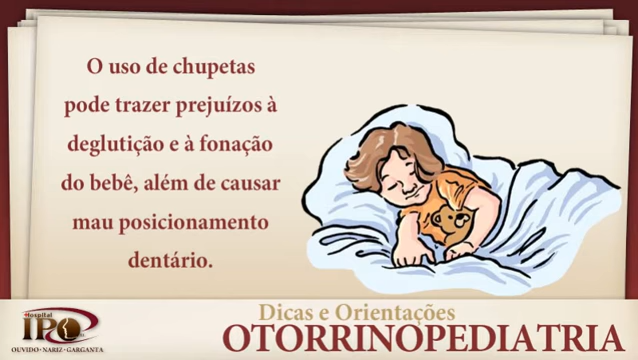 O uso de chupetas
pode trazer prejuízos à
deglutição e à fonação
do bebê, além de causar
mau posicionamento
dentário.
Hospital
IPO
OUVIDO · NARIZ · GARGANTA
Dicas e Orientações
OTORRINOPEDIATRIA